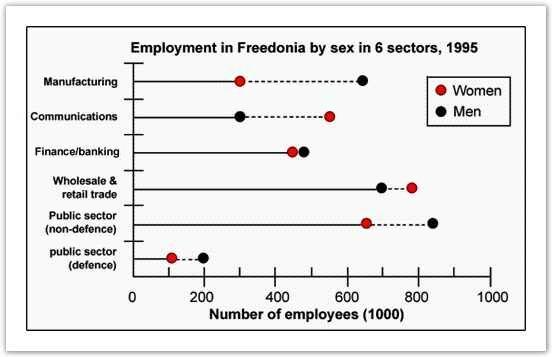 Employment in Freedonia by sex in 6 sectors, 1995
Manufacturing
Women
Men
Communications
Finance/banking
Wholesale &
retail trade
Public sector
(non-defence)
public sector
(defence)
0 200 400 600 800 1000
Number of employees (1000)